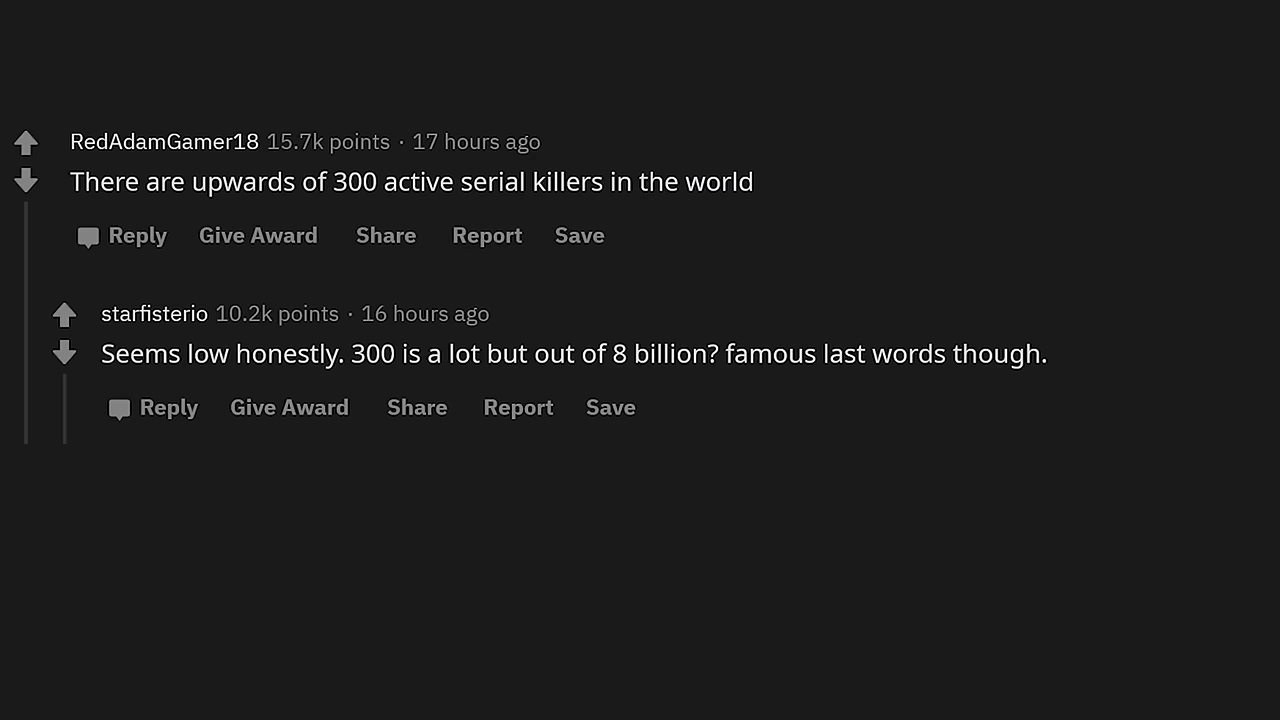 RedAdamGamer18 15.7k points · 17 hours ago
There are upwards of 300 active serial killers in the world
Reply Give Award Share Report Save
starfisterio 10.2k points · 16 hours ago
Seems low honestly. 300 is a lot but out of 8 billion? famous last words though.
Reply Give Award Share Report Save